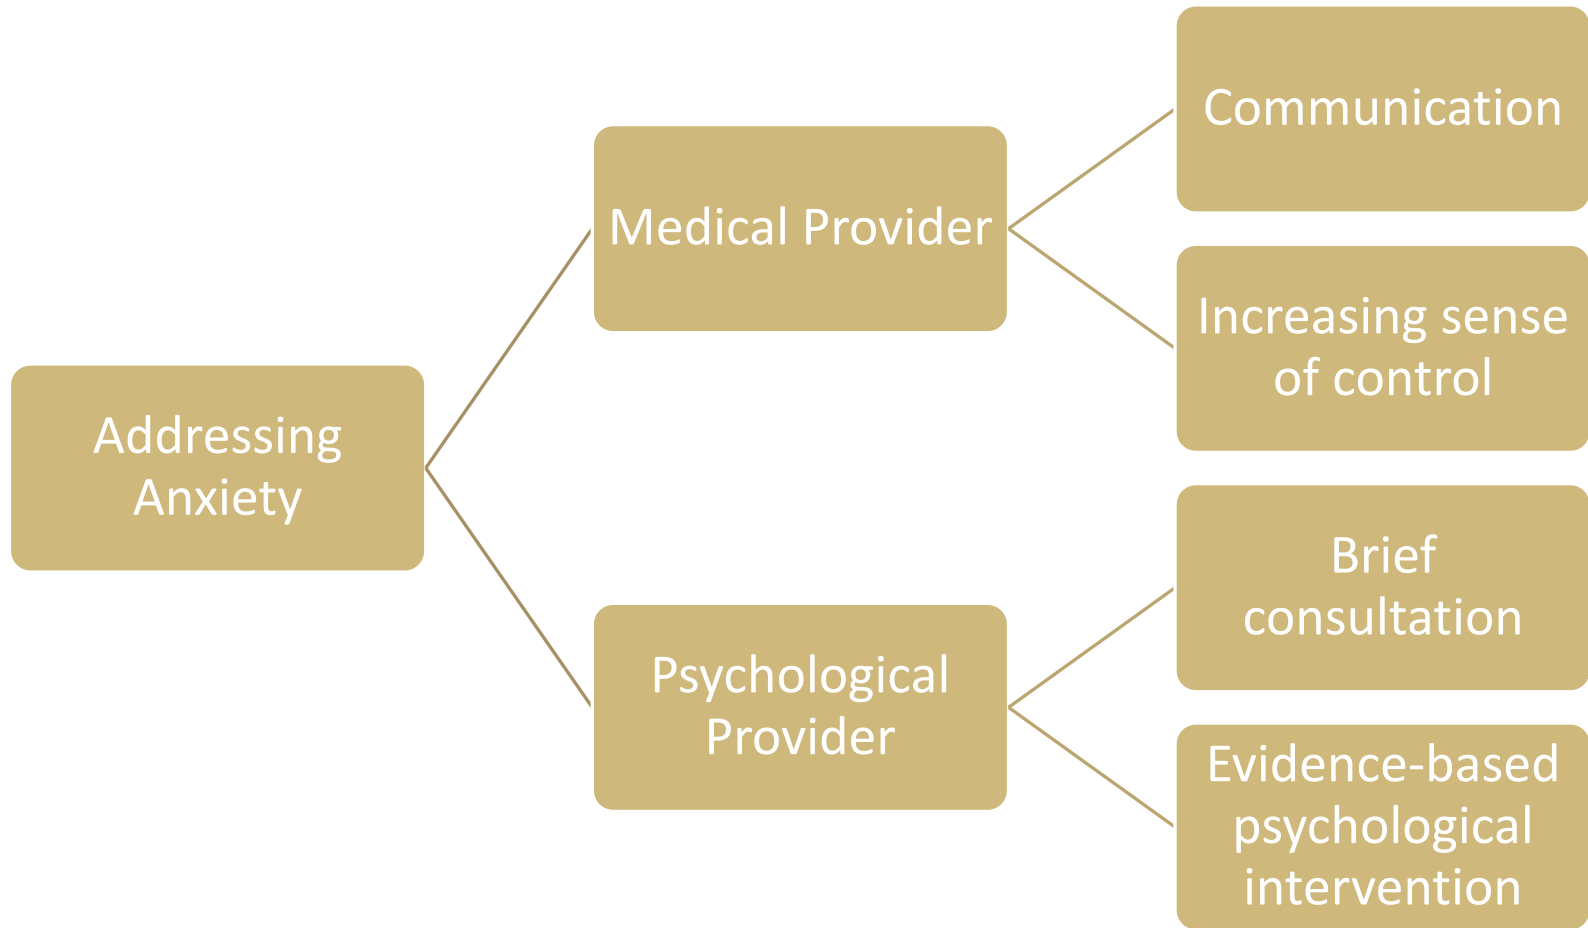 Addressing
Anxiety
Medical Provider
Communication
Increasing sense
of control
Psychological
Provider
Brief
consultation
Evidence-based
psychological
intervention